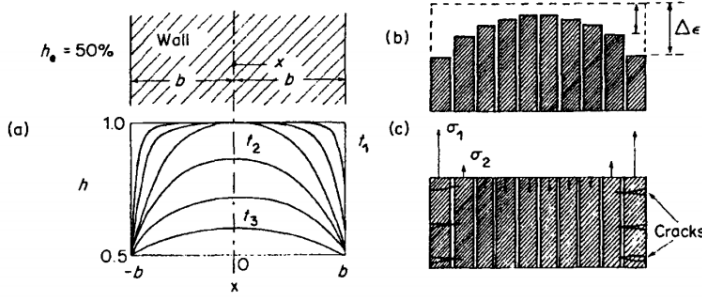 Wall
h_e = 50%
x
b
b
(b)
Δϵ
(a)
1.0
t_1
t_2
h
t_3
0.5
-b
0
b
x
(c)
σ_1
σ_2
Cracks